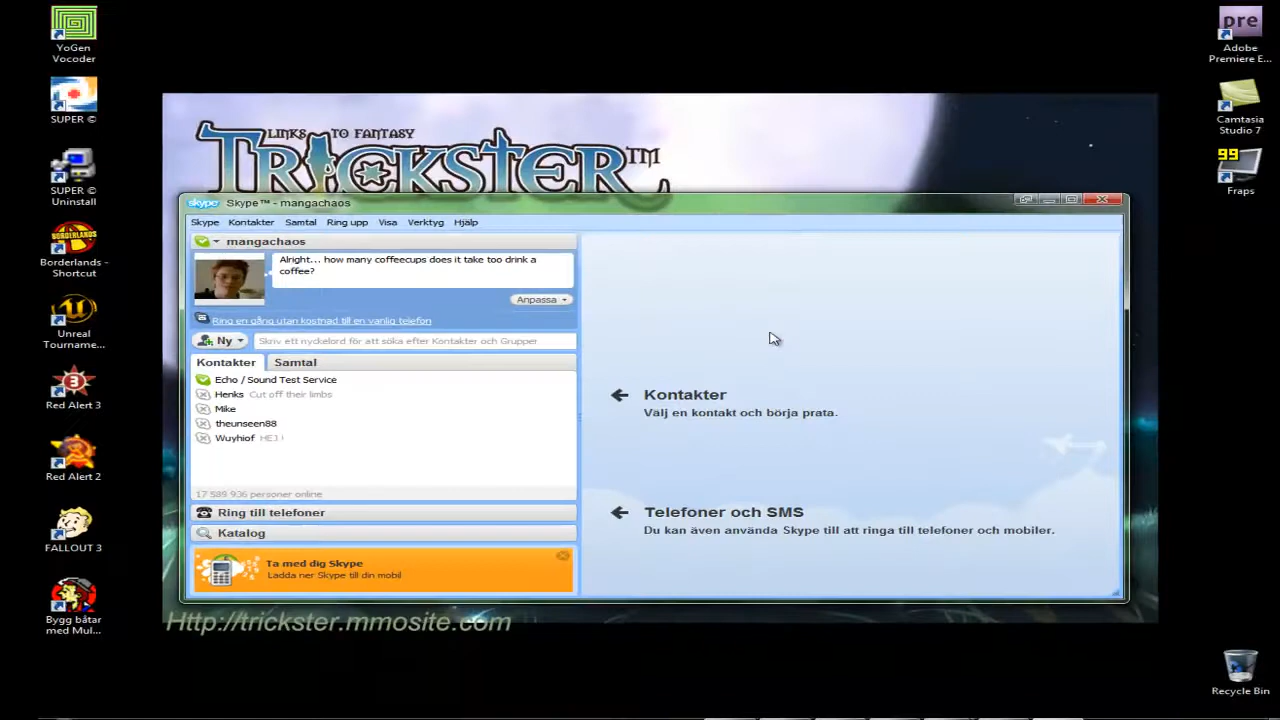 YoGen
Vocoder
SUPER ©
SUPER ©
Uninstall
Borderlands -
Shortcut
Unreal
Tourname...
Red Alert 3
Red Alert 2
FALLOUT 3
Bygg båtar
med Mul...
LINKS TO FANTASY
TRICKSTER™
skype Skype™ - mangachaos
Skype Kontakter Samtal Ring upp Visa Verktyg Hjälp
mangachaos
Alright... how many coffeecups does it take too drink a
coffee?
Anpassa
Ring en gång utan kostnad till en vanlig telefon
Ny Skriv ett nyckelord för att söka efter Kontakter och Grupper
Kontakter Samtal
Echo / Sound Test Service
Henks Cut off their limbs
Mike
theunseen88
Wuyhiof HEJ !
17 589 936 personer online
Ring till telefoner
Katalog
Ta med dig Skype
Ladda ner Skype till din mobil
Kontakter
Välj en kontakt och börja prata.
Telefoner och SMS
Du kan även använda Skype till att ringa till telefoner och mobiler.
Http://trickster.mmosite.com
pre
Adobe
Premiere E...
Camtasia
Studio 7
99
Fraps
Recycle Bin